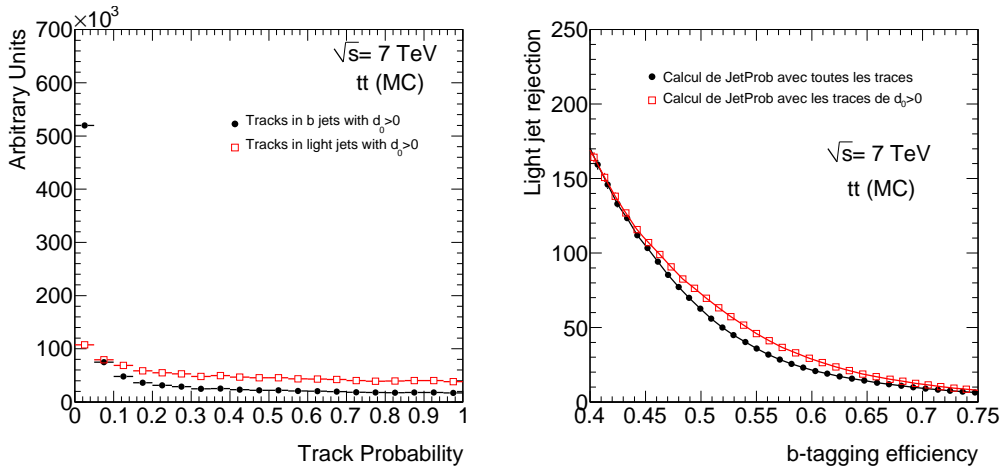 ×10³
Arbitrary Units
700
600
500
400
300
200
100
0
√s= 7 TeV
tt (MC)
Tracks in b jets with d₀>0
Tracks in light jets with d₀>0
0 0.1 0.2 0.3 0.4 0.5 0.6 0.7 0.8 0.9 1
Track Probability
Light jet rejection
250
200
150
100
50
0
Calcul de JetProb avec toutes les traces
Calcul de JetProb avec les traces de d₀>0
√s= 7 TeV
tt (MC)
0.4 0.45 0.5 0.55 0.6 0.65 0.7 0.75
b-tagging efficiency